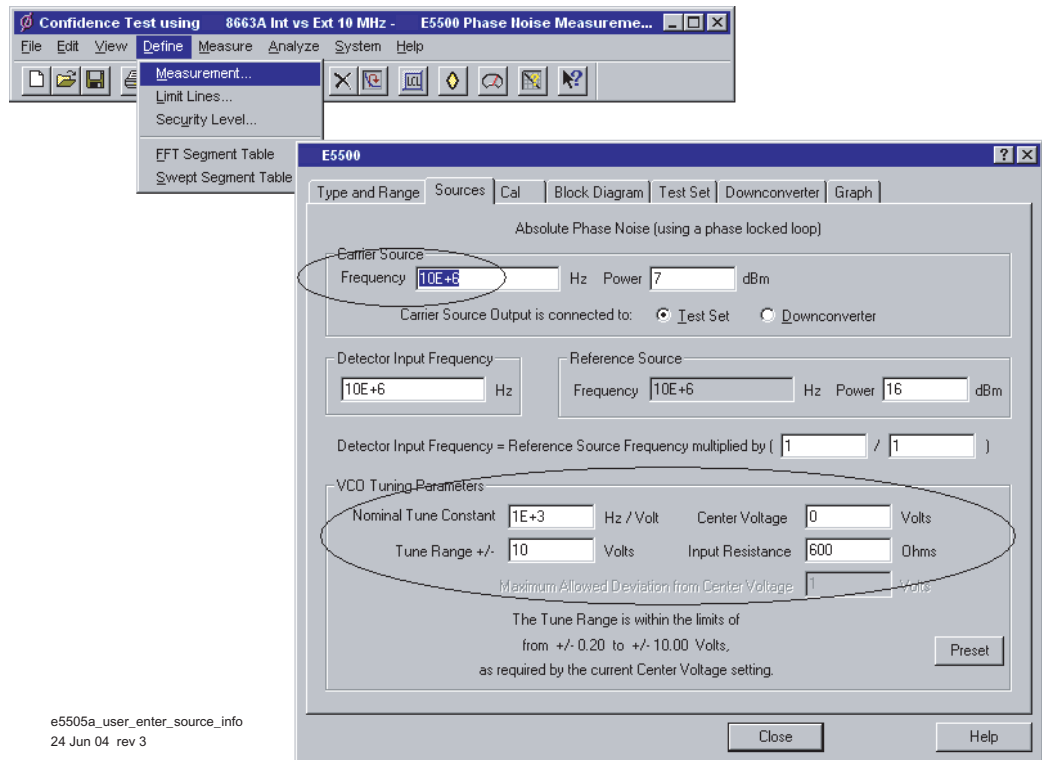 Confidence Test using 8663A Int vs Ext 10 MHz - E5500 Phase Noise Measureme...
File Edit View Define Measure Analyze System Help
Measurement...
Limit Lines...
Security Level...
FFT Segment Table
Swept Segment Table
E5500
Type and Range Sources Cal Block Diagram Test Set Downconverter Graph
Absolute Phase Noise (using a phase locked loop)
Carrier Source
Frequency 10E+6 Hz Power 7 dBm
Carrier Source Output is connected to: Test Set Downconverter
Detector Input Frequency
10E+6 Hz
Reference Source
Frequency 10E+6 Hz Power 16 dBm
Detector Input Frequency = Reference Source Frequency multiplied by ( 1 / 1 )
VCO Tuning Parameters
Nominal Tune Constant 1E+3 Hz / Volt Center Voltage 0 Volts
Tune Range +/- 10 Volts Input Resistance 600 Ohms
Maximum Allowed Deviation from Center Voltage 1 Volts
The Tune Range is within the limits of
from +/- 0.20 to +/- 10.00 Volts,
as required by the current Center Voltage setting.
Preset
Close Help
e5505a_user_enter_source_info
24 Jun 04 rev 3